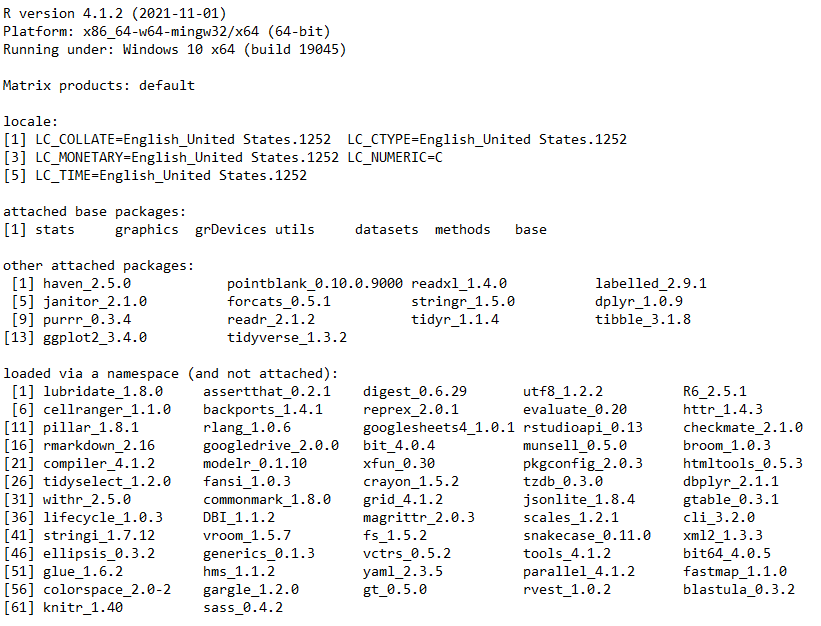 R version 4.1.2 (2021-11-01)
Platform: x86_64-w64-mingw32/x64 (64-bit)
Running under: Windows 10 x64 (build 19045)

Matrix products: default

locale:
[1] LC_COLLATE=English_United States.1252  LC_CTYPE=English_United States.1252
[3] LC_MONETARY=English_United States.1252 LC_NUMERIC=C
[5] LC_TIME=English_United States.1252

attached base packages:
[1] stats     graphics  grDevices utils     datasets  methods   base

other attached packages:
 [1] haven_2.5.0            pointblank_0.10.0.9000 readxl_1.4.0           labelled_2.9.1
 [5] janitor_2.1.0          forcats_0.5.1          stringr_1.5.0          dplyr_1.0.9
 [9] purrr_0.3.4            readr_2.1.2            tidyr_1.1.4            tibble_3.1.8
[13] ggplot2_3.4.0          tidyverse_1.3.2

loaded via a namespace (and not attached):
 [1] lubridate_1.8.0     assertthat_0.2.1    digest_0.6.29       utf8_1.2.2          R6_2.5.1
 [6] cellranger_1.1.0    backports_1.4.1     reprex_2.0.1        evaluate_0.20       httr_1.4.3
[11] pillar_1.8.1        rlang_1.0.6         googlesheets4_1.0.1 rstudioapi_0.13     checkmate_2.1.0
[16] rmarkdown_2.16      googledrive_2.0.0   bit_4.0.4           munsell_0.5.0       broom_1.0.3
[21] compiler_4.1.2      modelr_0.1.10       xfun_0.30           pkgconfig_2.0.3     htmltools_0.5.3
[26] tidyselect_1.2.0    fansi_1.0.3         crayon_1.5.2        tzdb_0.3.0          dbplyr_2.1.1
[31] withr_2.5.0         commonmark_1.8.0    grid_4.1.2          jsonlite_1.8.4      gtable_0.3.1
[36] lifecycle_1.0.3     DBI_1.1.2           magrittr_2.0.3      scales_1.2.1        cli_3.2.0
[41] stringi_1.7.12      vroom_1.5.7         fs_1.5.2            snakecase_0.11.0    xml2_1.3.3
[46] ellipsis_0.3.2      generics_0.1.3      vctrs_0.5.2         tools_4.1.2         bit64_4.0.5
[51] glue_1.6.2          hms_1.1.2           yaml_2.3.5          parallel_4.1.2      fastmap_1.1.0
[56] colorspace_2.0-2    gargle_1.2.0        gt_0.5.0            rvest_1.0.2         blastula_0.3.2
[61] knitr_1.40          sass_0.4.2